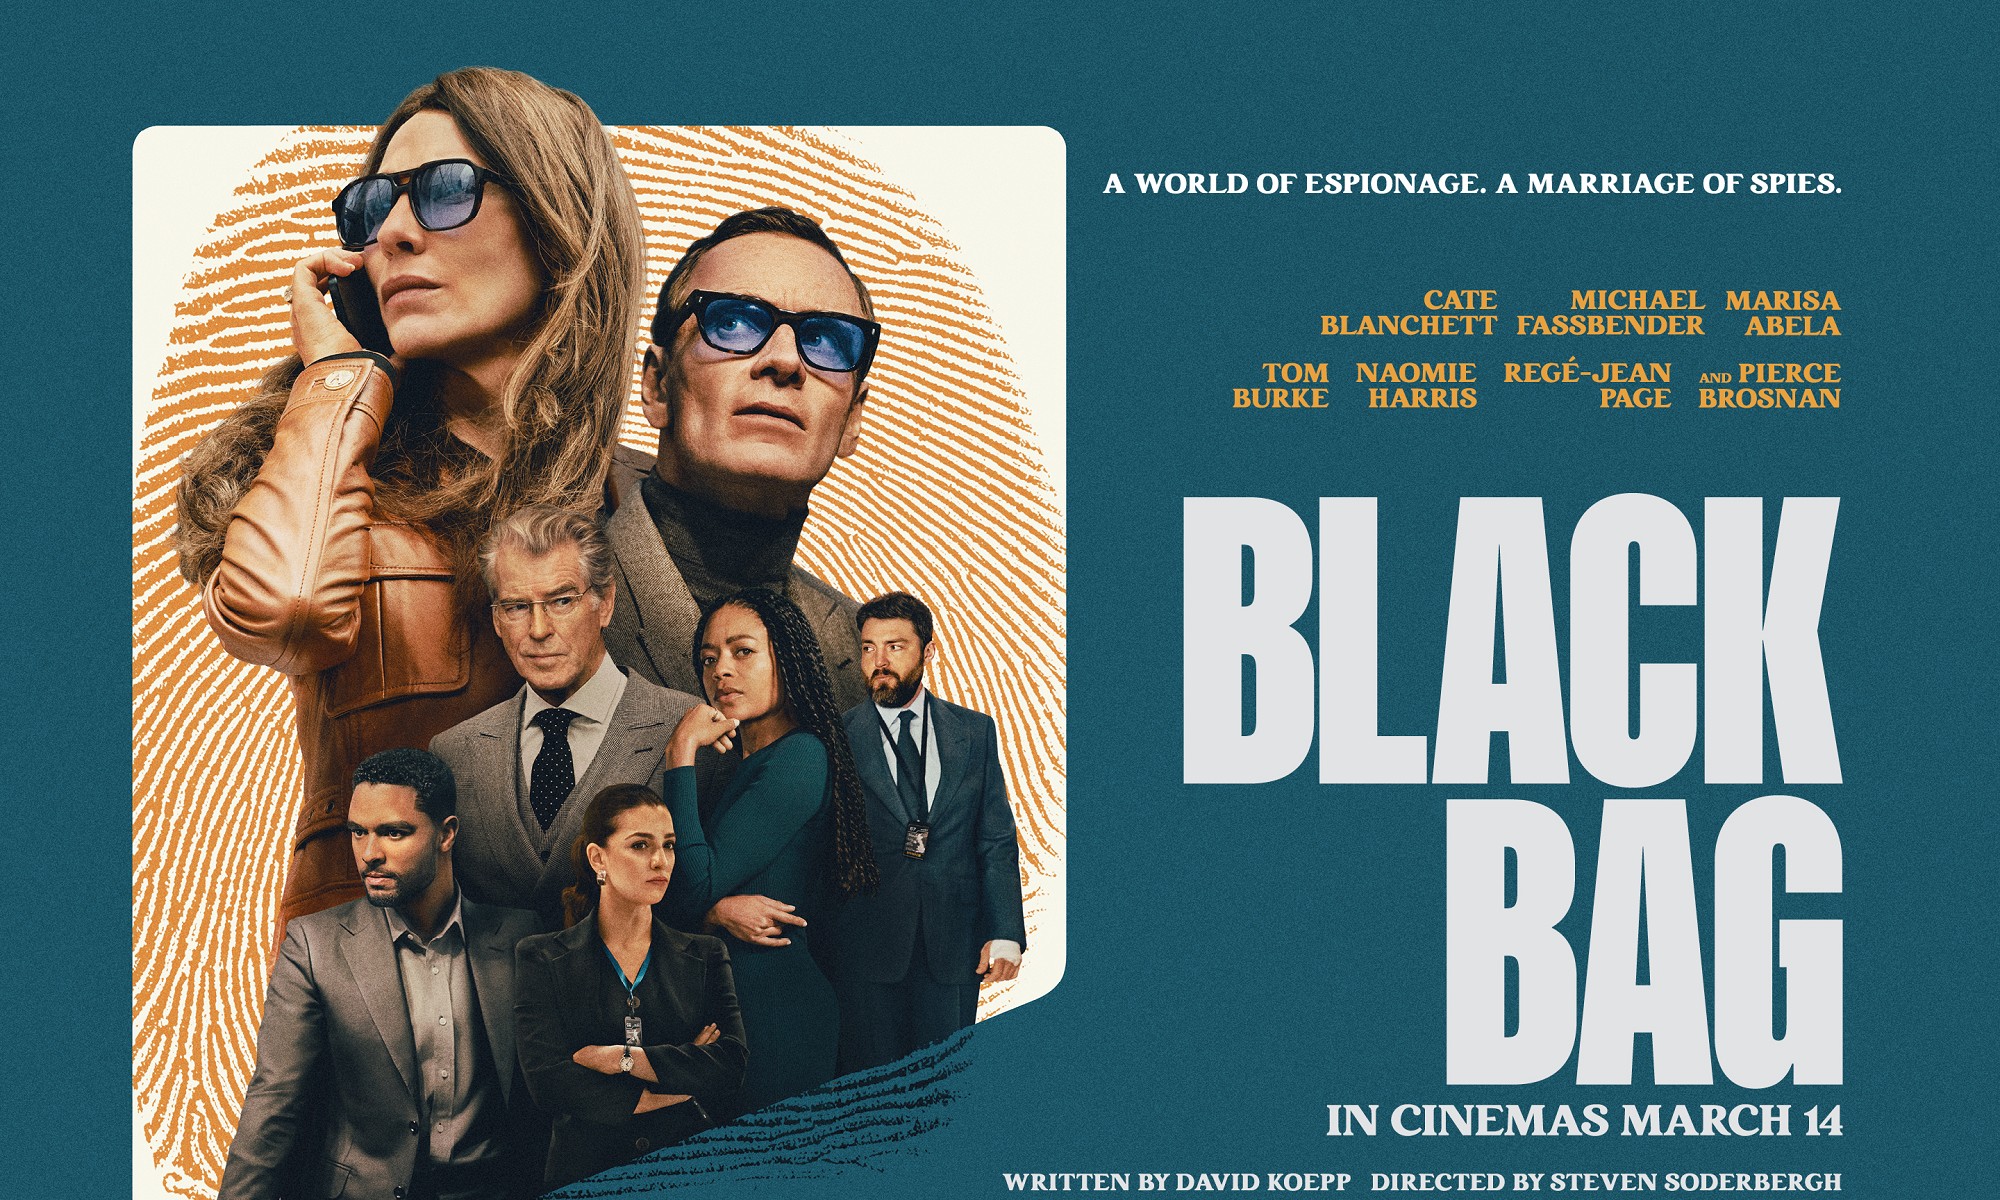 A WORLD OF ESPIONAGE. A MARRIAGE OF SPIES.
CATE BLANCHETT MICHAEL FASSBENDER MARISA ABELA
TOM BURKE NAOMIE HARRIS REGÉ-JEAN PAGE AND PIERCE BROSNAN
BLACK
BAG
IN CINEMAS MARCH 14
WRITTEN BY DAVID KOEPP DIRECTED BY STEVEN SODERBERGH